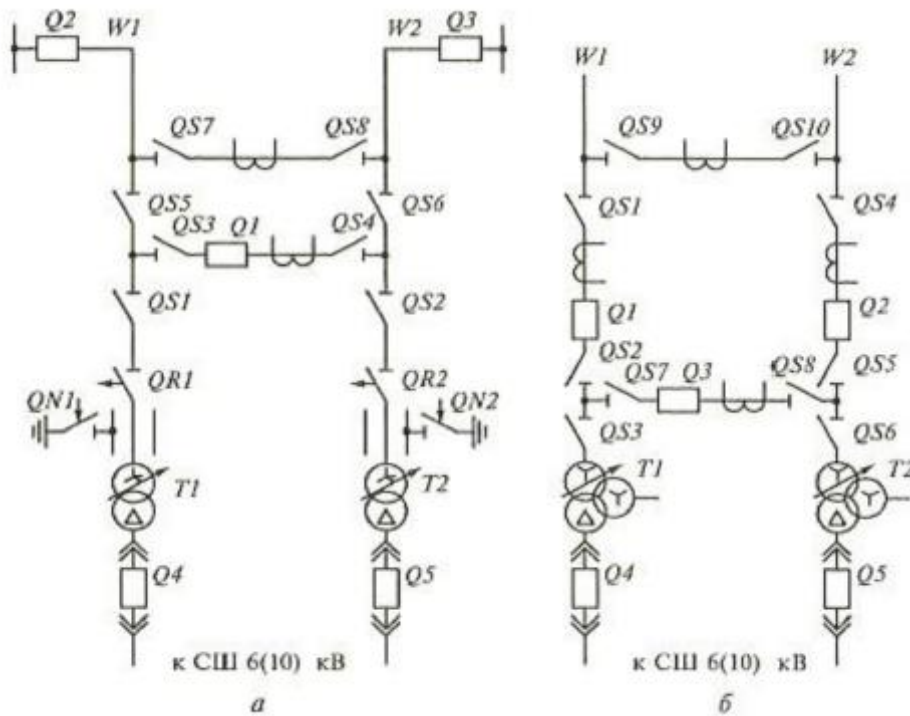 Q2 W1 W2 Q3
W1 W2
QS7 QS8
QS9 QS10
QS5 QS3 Q1 QS4 QS6
QS1 QS4
QS1 QS2
Q1 Q2
QS2 QS7 Q3 QS8 QS5
QR1 QR2
QN1 QN2
QS3 QS6
T1 T2
T1 T2
Q4 Q5
Q4 Q5
к СШ 6(10) кВ
к СШ 6(10) кВ
а
б